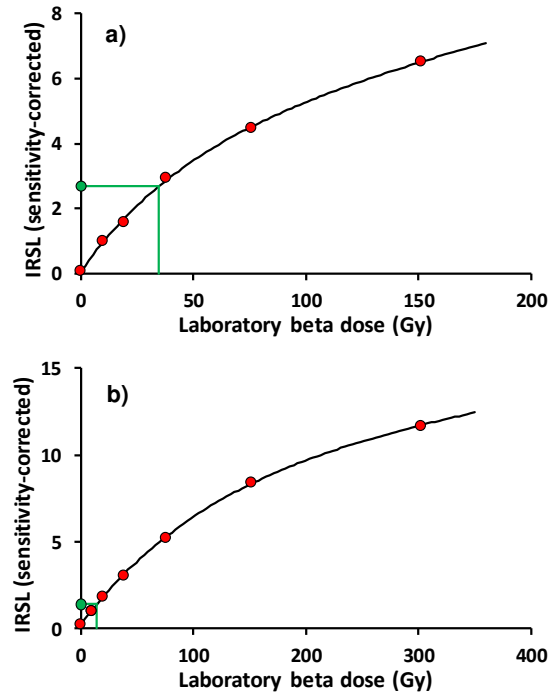 a)
IRSL (sensitivity-corrected)
8
6
4
2
0
0 50 100 150 200
Laboratory beta dose (Gy)
b)
IRSL (sensitivity-corrected)
15
10
5
0
0 100 200 300 400
Laboratory beta dose (Gy)